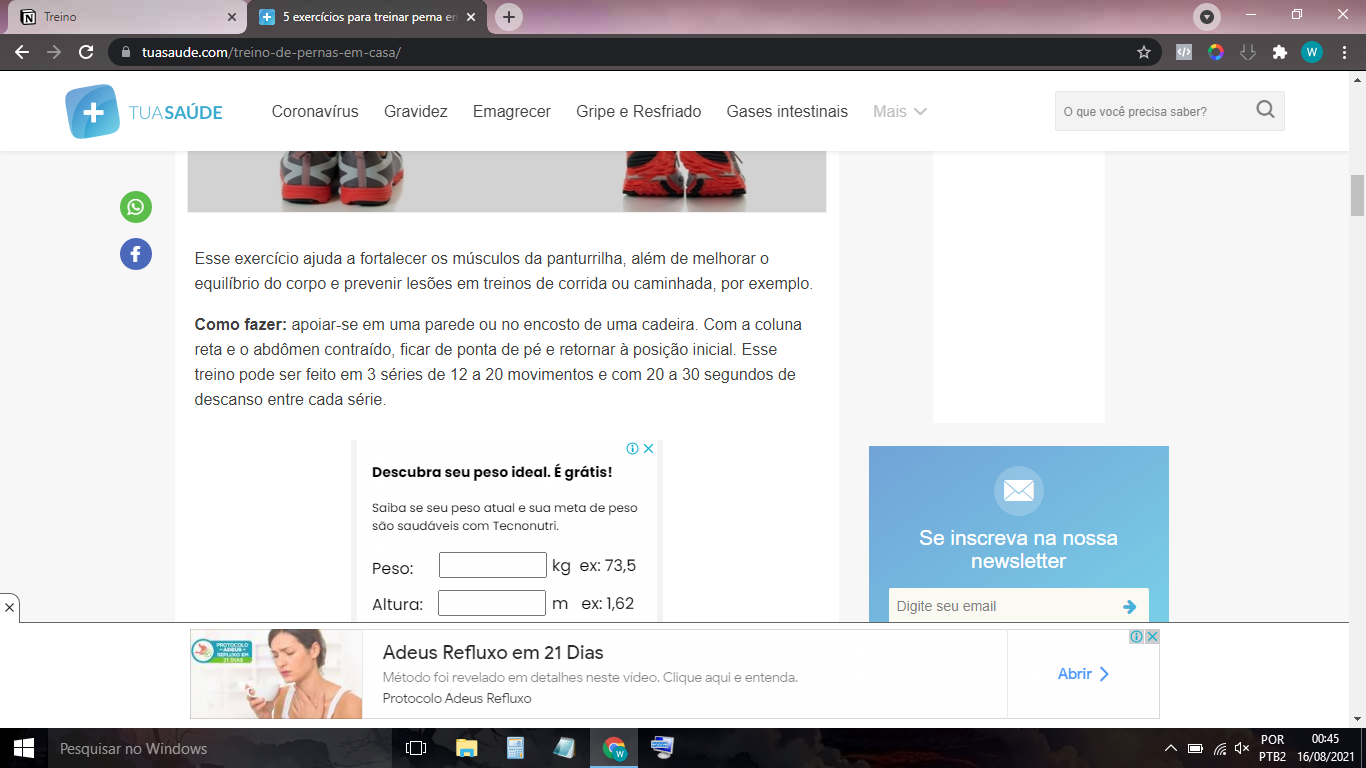 Treino
5 exercícios para treinar perna em
tuasaude.com/treino-de-pernas-em-casa/
W
TUASAÚDE
Coronavírus Gravidez Emagrecer Gripe e Resfriado Gases intestinais Mais
O que você precisa saber?
Esse exercício ajuda a fortalecer os músculos da panturrilha, além de melhorar o
equilíbrio do corpo e prevenir lesões em treinos de corrida ou caminhada, por exemplo.
Como fazer: apoiar-se em uma parede ou no encosto de uma cadeira. Com a coluna
reta e o abdômen contraído, ficar de ponta de pé e retornar à posição inicial. Esse
treino pode ser feito em 3 séries de 12 a 20 movimentos e com 20 a 30 segundos de
descanso entre cada série.
Descubra seu peso ideal. É grátis!
Saiba se seu peso atual e sua meta de peso
são saudáveis com Tecnonutri.
Peso: kg ex: 73,5
Altura: m ex: 1,62
Se inscreva na nossa
newsletter
Digite seu email
PROTOCOLO
ADEUS
REFLUXO EM
21 DIAS
Adeus Refluxo em 21 Dias
Método foi revelado em detalhes neste vídeo. Clique aqui e entenda.
Protocolo Adeus Refluxo
Abrir
Pesquisar no Windows
W
POR
PTB2
00:45
16/08/2021